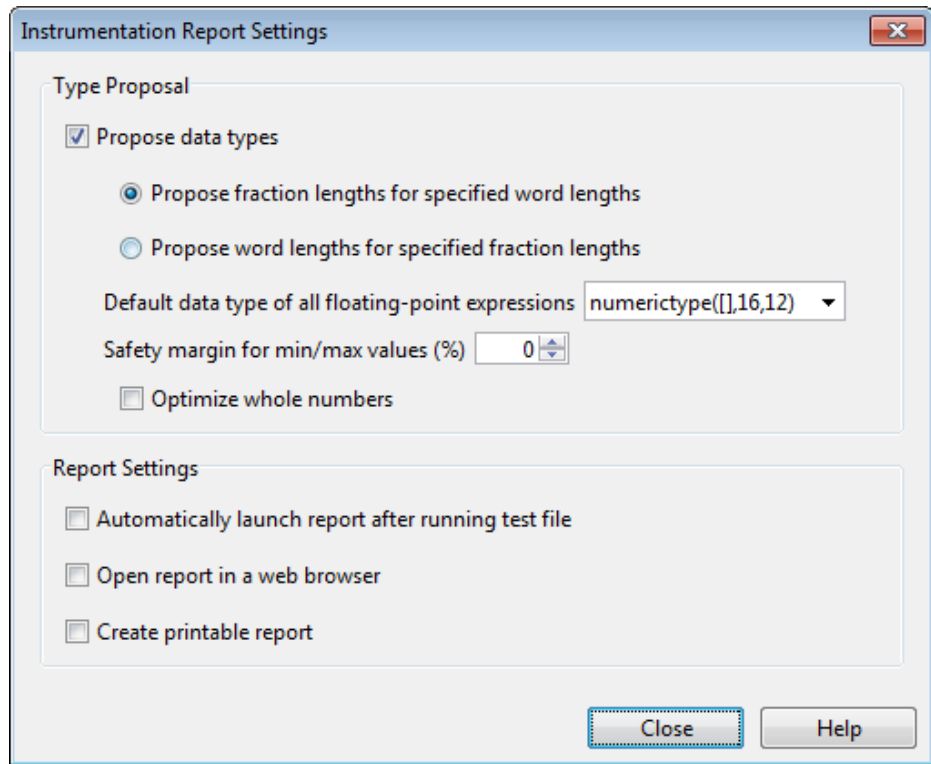 Instrumentation Report Settings
Type Proposal
Propose data types
Propose fraction lengths for specified word lengths
Propose word lengths for specified fraction lengths
Default data type of all floating-point expressions numerictype([],16,12)
Safety margin for min/max values (%) 0
Optimize whole numbers
Report Settings
Automatically launch report after running test file
Open report in a web browser
Create printable report
Close Help